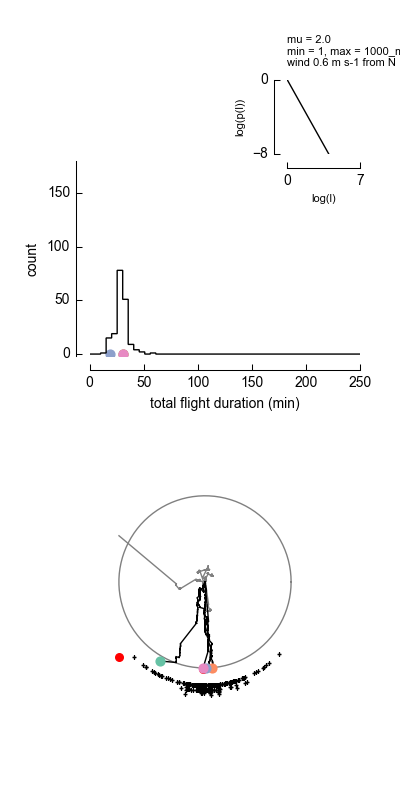 mu = 2.0
min = 1, max = 1000_m
wind 0.6 m s-1 from N
0
−8
log(p(l))
0 7
log(l)
150
100
50
0
count
0 50 100 150 200 250
total flight duration (min)